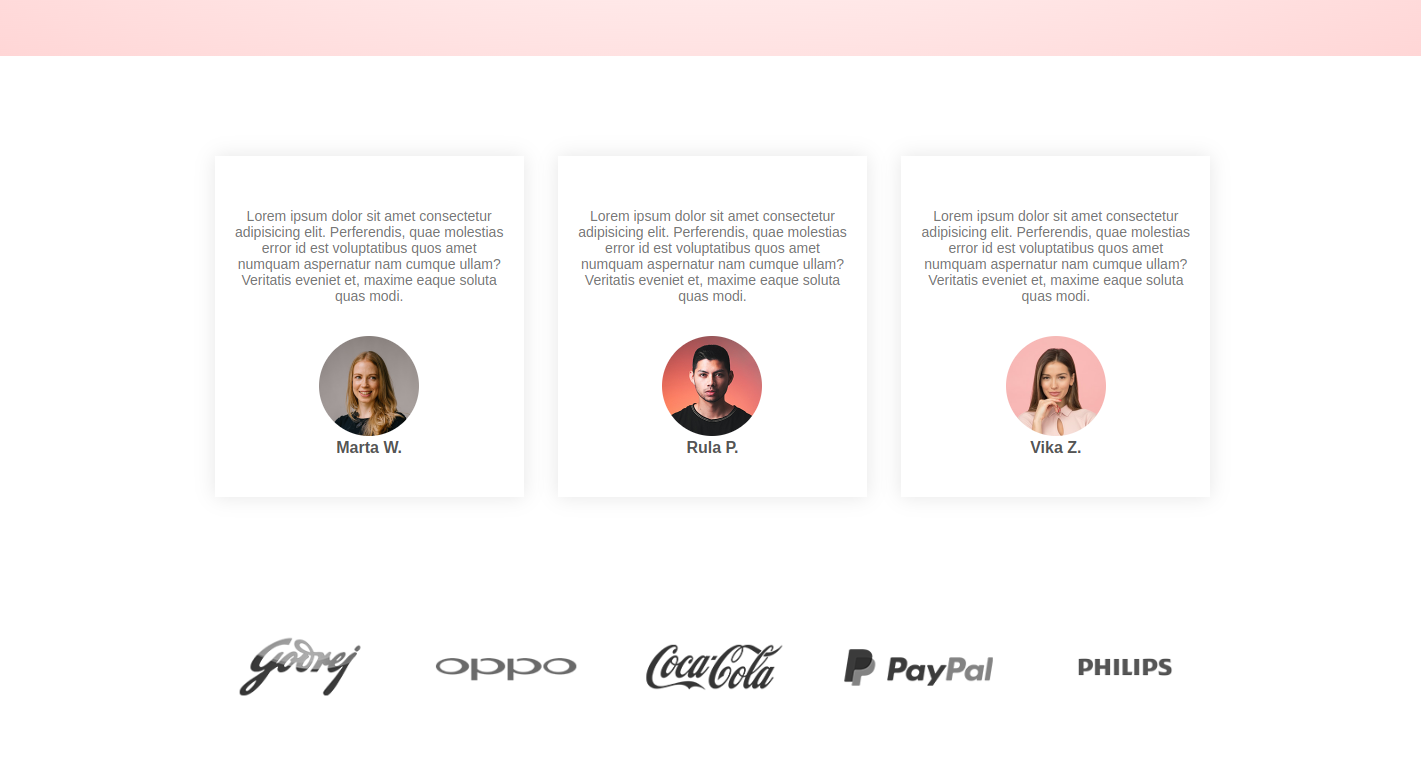 Lorem ipsum dolor sit amet consectetur
adipisicing elit. Perferendis, quae molestias
error id est voluptatibus quos amet
numquam aspernatur nam cumque ullam?
Veritatis eveniet et, maxime eaque soluta
quas modi.
Marta W.
Lorem ipsum dolor sit amet consectetur
adipisicing elit. Perferendis, quae molestias
error id est voluptatibus quos amet
numquam aspernatur nam cumque ullam?
Veritatis eveniet et, maxime eaque soluta
quas modi.
Rula P.
Lorem ipsum dolor sit amet consectetur
adipisicing elit. Perferendis, quae molestias
error id est voluptatibus quos amet
numquam aspernatur nam cumque ullam?
Veritatis eveniet et, maxime eaque soluta
quas modi.
Vika Z.
Godrej
oppo
Coca-Cola
PayPal
PHILIPS